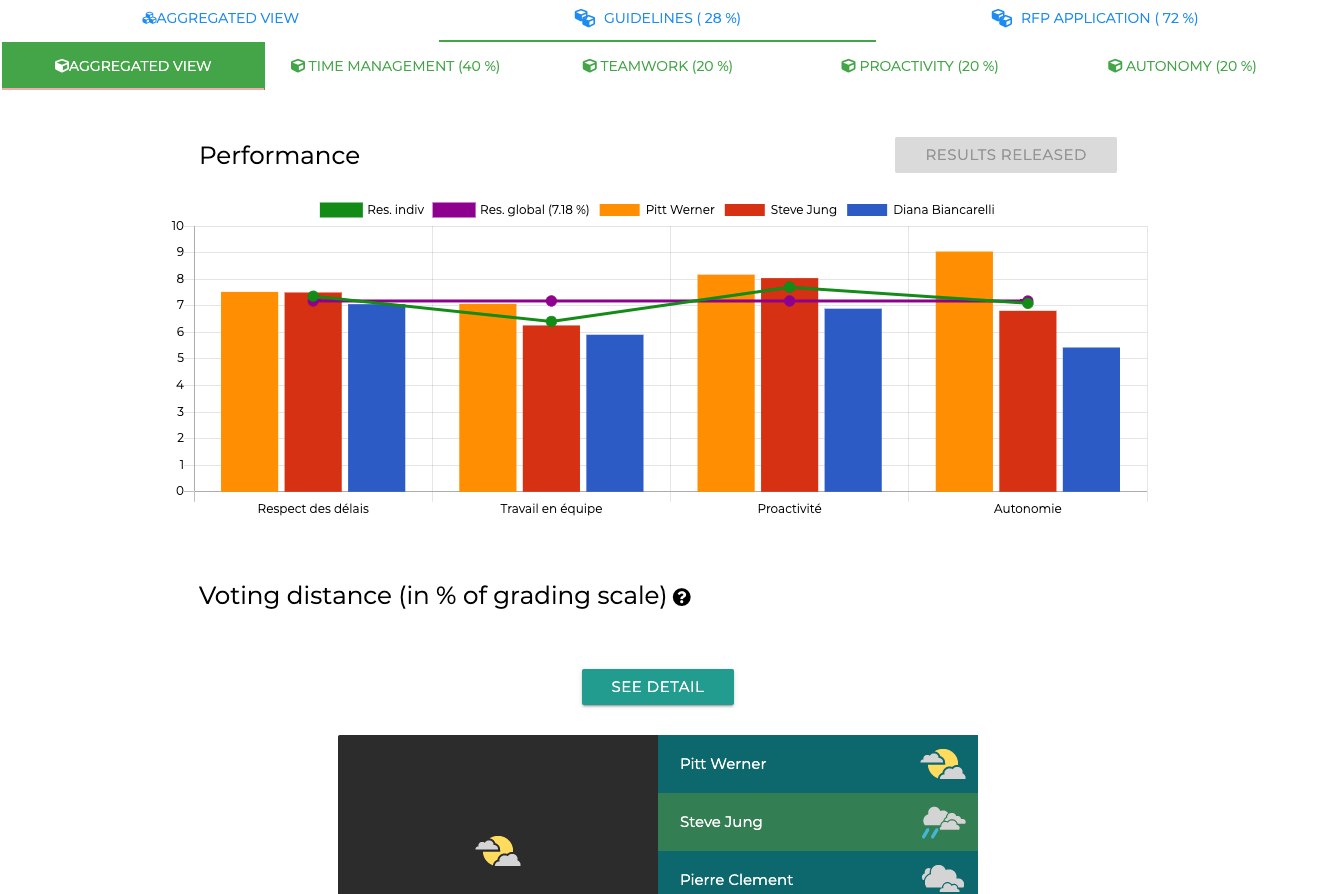 AGGREGATED VIEW GUIDELINES ( 28 %) RFP APPLICATION ( 72 %)
AGGREGATED VIEW TIME MANAGEMENT (40 %) TEAMWORK (20 %) PROACTIVITY (20 %) AUTONOMY (20 %)
Performance RESULTS RELEASED
Res. indiv Res. global (7.18 %) Pitt Werner Steve Jung Diana Biancarelli
10
9
8
7
6
5
4
3
2
1
0
Respect des délais Travail en équipe Proactivité Autonomie
Voting distance (in % of grading scale) ?
SEE DETAIL
Pitt Werner
Steve Jung
Pierre Clement